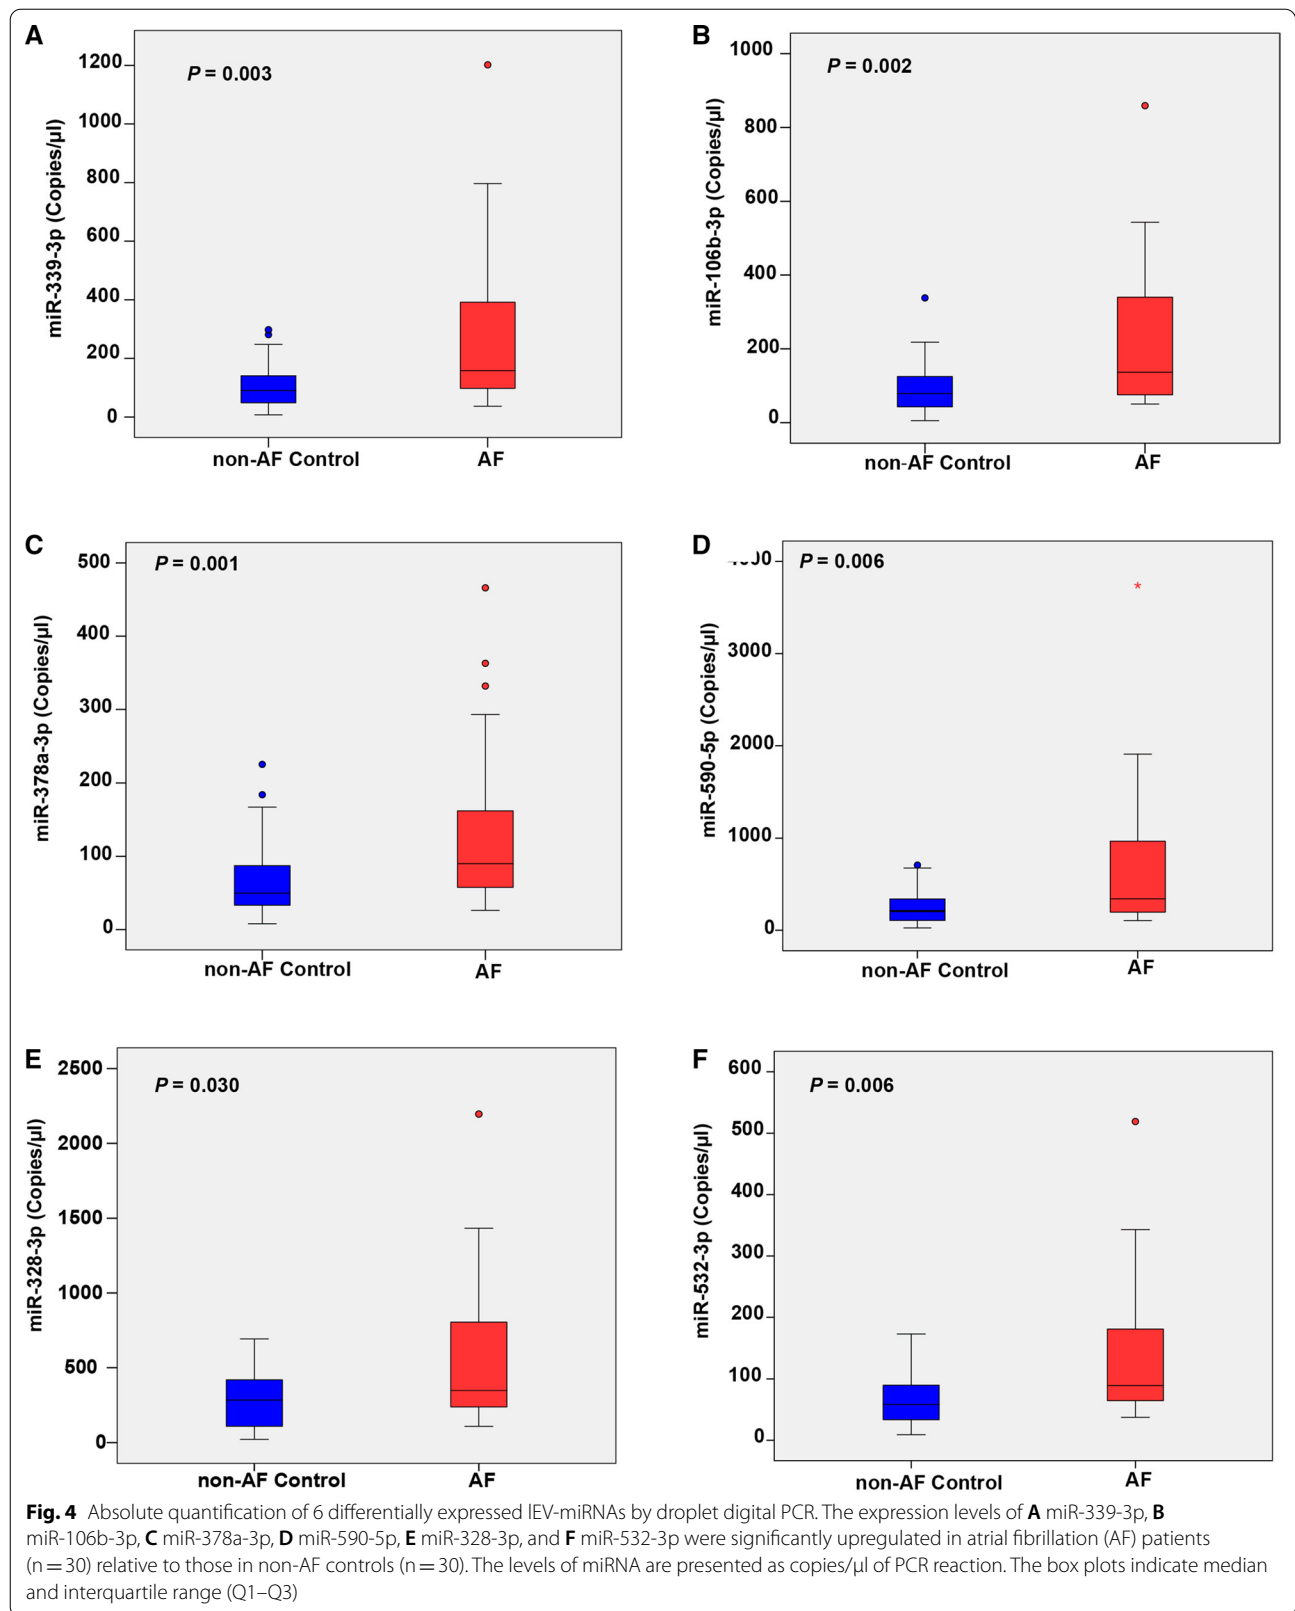 A
P = 0.003
miR-339-3p (Copies/µl)
1200
1000
800
600
400
200
0
non-AF Control
AF
B
P = 0.002
miR-106b-3p (Copies/µl)
1000
800
600
400
200
0
non-AF Control
AF
C
P = 0.001
miR-378a-3p (Copies/µl)
500
400
300
200
100
0
non-AF Control
AF
D
P = 0.006
miR-590-5p (Copies/µl)
3000
2000
1000
0
non-AF Control
AF
E
P = 0.030
miR-328-3p (Copies/µl)
2500
2000
1500
1000
500
0
non-AF Control
AF
F
P = 0.006
miR-532-3p (Copies/µl)
600
500
400
300
200
100
0
non-AF Control
AF
Fig. 4 Absolute quantification of 6 differentially expressed lEV-miRNAs by droplet digital PCR. The expression levels of A miR-339-3p, B
miR-106b-3p, C miR-378a-3p, D miR-590-5p, E miR-328-3p, and F miR-532-3p were significantly upregulated in atrial fibrillation (AF) patients
(n = 30) relative to those in non-AF controls (n = 30). The levels of miRNA are presented as copies/µl of PCR reaction. The box plots indicate median
and interquartile range (Q1–Q3)